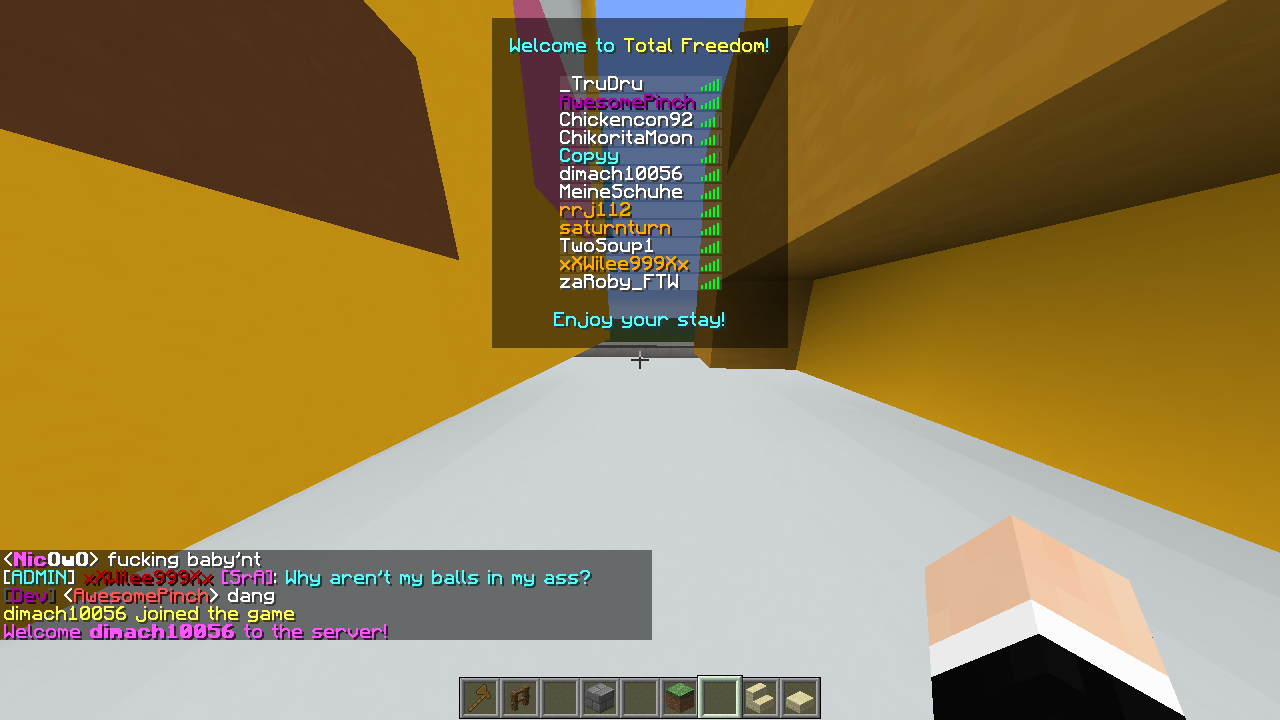 Welcome to Total Freedom!
_TruDru
AwesomePinch
Chickencon92
ChikoritaMoon
Copyy
dimach10056
MeineSchuhe
rrj112
saturnturn
TwoSoup1
xXWilee999Xx
zaRoby_FTW
Enjoy your stay!
<NicOwO> fucking baby'nt
[ADMIN] xXWilee999Xx [SrA]: Why aren't my balls in my ass?
[Dev] <AwesomePinch> dang
dimach10056 joined the game
Welcome dimach10056 to the server!